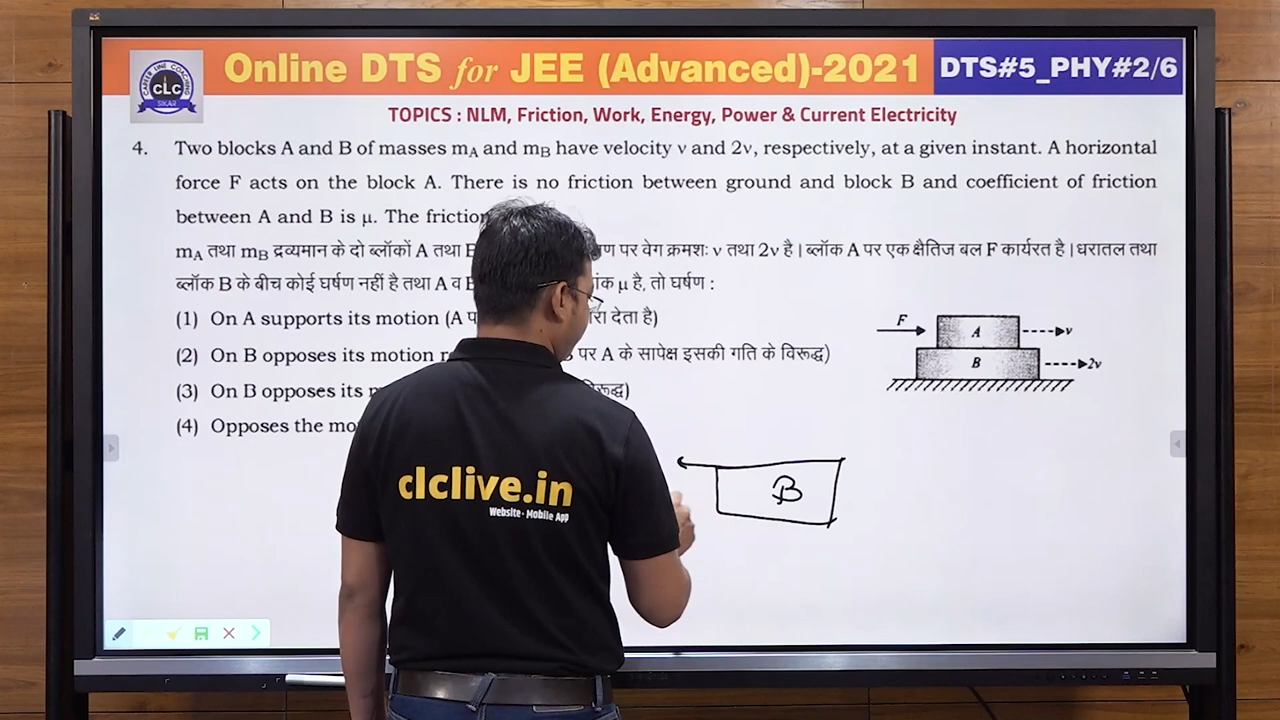 Online DTS for JEE (Advanced)-2021 DTS#5_PHY#2/6
CAREER LINE COACHING
CLC
SIKAR
TOPICS : NLM, Friction, Work, Energy, Power & Current Electricity
4. Two blocks A and B of masses mA and mB have velocity v and 2v, respectively, at a given instant. A horizontal
force F acts on the block A. There is no friction between ground and block B and coefficient of friction
between A and B is μ. The friction
mA तथा mB द्रव्यमान के दो ब्लॉकों A तथा पर वेग क्रमशः v तथा 2v है। ब्लॉक A पर एक क्षैतिज बल F कार्यरत है। धरातल तथा
ब्लॉक B के बीच कोई घर्षण नहीं है तथा A व B μ है, तो घर्षण :
(1) On A supports its motion (A देता है)
(2) On B opposes its motion पर A के सापेक्ष इसकी गति के विरूद्ध)
(3) On B opposes its
(4) Opposes the
F A v
B 2v
B
clclive.in
Website - Mobile App